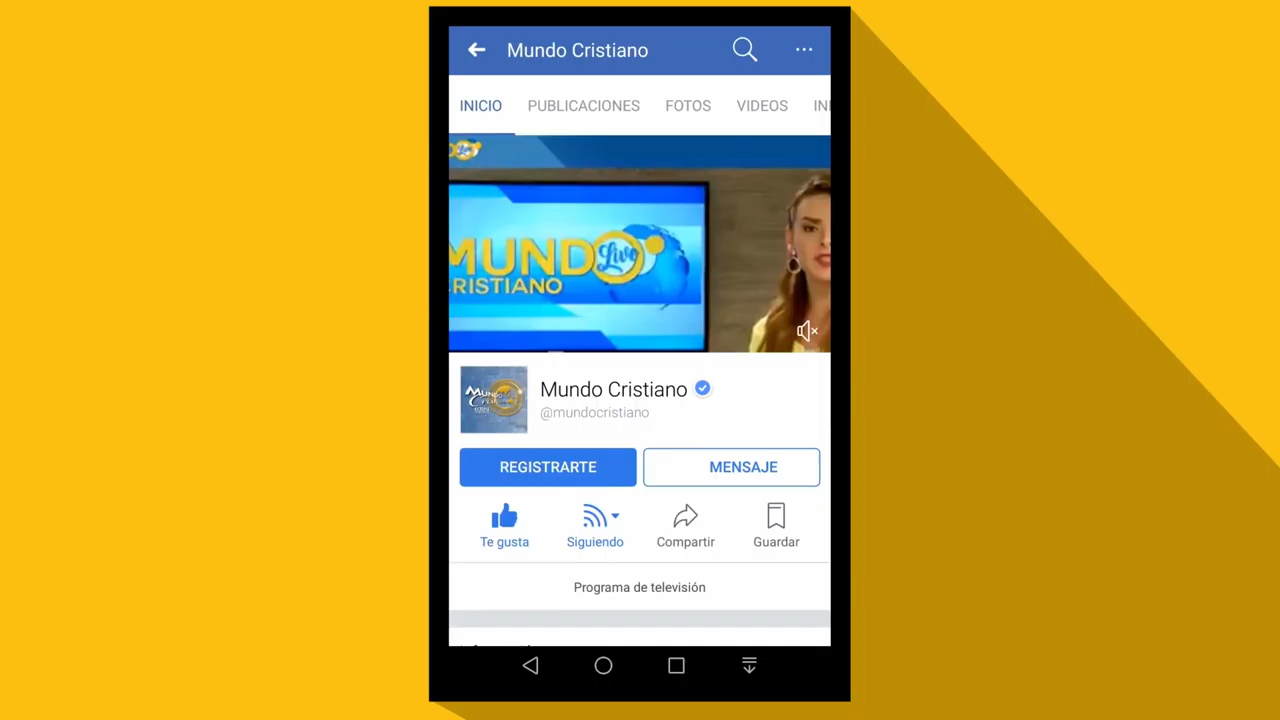 Mundo Cristiano
INICIO PUBLICACIONES FOTOS VIDEOS
MUNDO Live
CRISTIANO
Mundo Cristiano
@mundocristiano
REGISTRARTE MENSAJE
Te gusta Siguiendo Compartir Guardar
Programa de televisión